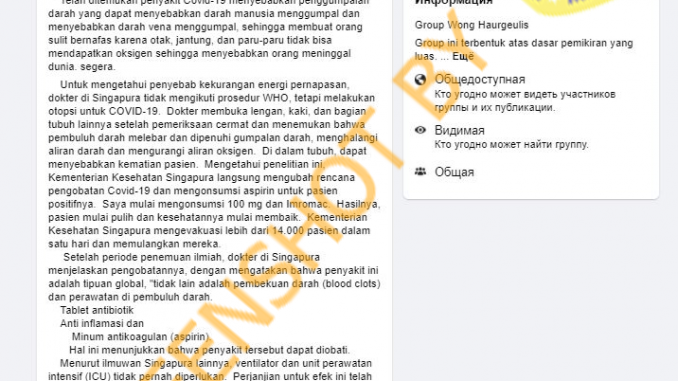 Telah ditemukan penyakit Covid-19 menyebabkan penggumpalan
darah yang dapat menyebabkan darah manusia menggumpal dan
menyebabkan darah vena menggumpal, sehingga membuat orang
sulit bernafas karena otak, jantung, dan paru-paru tidak bisa
mendapatkan oksigen sehingga menyebabkan orang meninggal
dunia. segera.
Untuk mengetahui penyebab kekurangan energi pernapasan,
dokter di Singapura tidak mengikuti prosedur WHO, tetapi melakukan
otopsi untuk COVID-19. Dokter membuka lengan, kaki, dan bagian
tubuh lainnya setelah pemeriksaan cermat dan menemukan bahwa
pembuluh darah melebar dan dipenuhi gumpalan darah, menghalangi
aliran darah dan mengurangi aliran oksigen. Di dalam tubuh, dapat
menyebabkan kematian pasien. Mengetahui penelitian ini,
Kementerian Kesehatan Singapura langsung mengubah rencana
pengobatan Covid-19 dan mengonsumsi aspirin untuk pasien
positifnya. Saya mulai mengonsumsi 100 mg dan Imromac. Hasilnya,
pasien mulai pulih dan kesehatannya mulai membaik. Kementerian
Kesehatan Singapura mengevakuasi lebih dari 14.000 pasien dalam
satu hari dan memulangkan mereka.
Setelah periode penemuan ilmiah, dokter di Singapura
menjelaskan pengobatannya, dengan mengatakan bahwa penyakit ini
adalah tipuan global, "tidak lain adalah pembekuan darah (blood clots)
dan perawatan di pembuluh darah.
Tablet antibiotik
Anti inflamasi dan
Minum antikoagulan (aspirin).
Hal ini menunjukkan bahwa penyakit tersebut dapat diobati.
Menurut ilmuwan Singapura lainnya, ventilator dan unit perawatan
intensif (ICU) tidak pernah diperlukan. Perjanjian untuk efek ini telah
Информация
Group Wong Haurgeulis
Group ini terbentuk atas dasar pemikiran yang
luas. ... Ещё
Общедоступная
Кто угодно может видеть участников
группы и их публикации.
Видимая
Кто угодно может найти группу.
Общая
ENSHOT BY